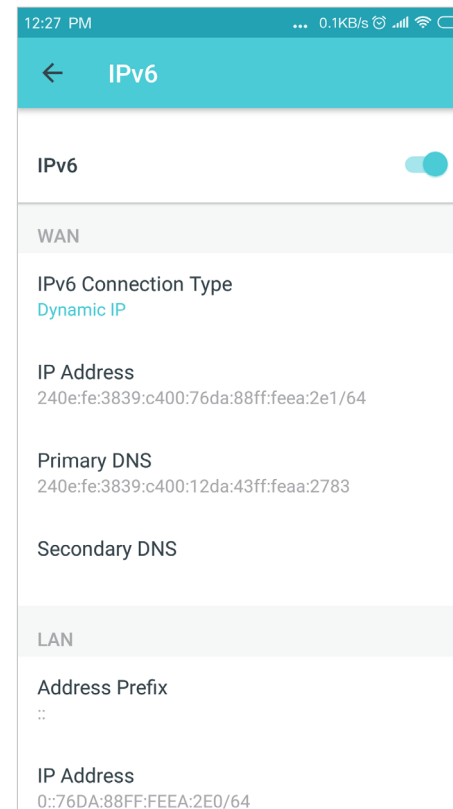 12:27 PM ... 0.1KB/s
IPv6
IPv6
WAN
IPv6 Connection Type
Dynamic IP
IP Address
240e:fe:3839:c400:76da:88ff:feea:2e1/64
Primary DNS
240e:fe:3839:c400:12da:43ff:feaa:2783
Secondary DNS
LAN
Address Prefix
::
IP Address
0::76DA:88FF:FEEA:2E0/64